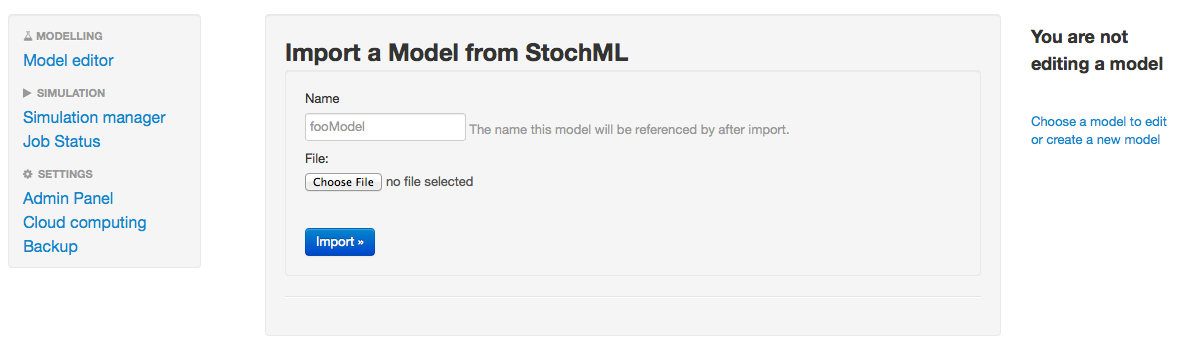 MODELLING
Model editor
SIMULATION
Simulation manager
Job Status
SETTINGS
Admin Panel
Cloud computing
Backup
Import a Model from StochML
Name
fooModel The name this model will be referenced by after import.
File:
Choose File no file selected
Import »
You are not
editing a model
Choose a model to edit
or create a new model